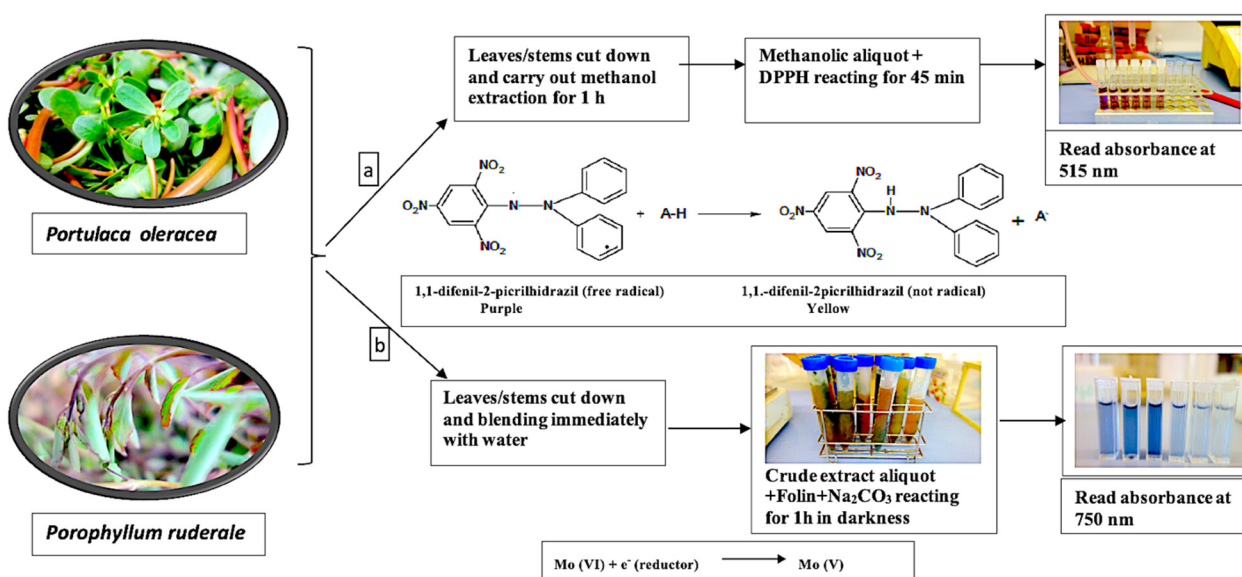 Portulaca oleracea
Porophyllum ruderale
a
Leaves/stems cut down
and carry out methanol
extraction for 1 h
Methanolic aliquot +
DPPH reacting for 45 min
Read absorbance at
515 nm
NO₂
O₂N
N
N
NO₂
+
A-H
NO₂
O₂N
H
N
N
NO₂
+ A·
1,1-difenil-2-picrilhidrazil (free radical)
Purple
1,1.-difenil-2picrilhidrazil (not radical)
Yellow
b
Leaves/stems cut down
and blending immediately
with water
Crude extract aliquot
+Folin+Na₂CO₃ reacting
for 1h in darkness
Read absorbance at
750 nm
Mo (VI) + e⁻ (reductor)
Mo (V)